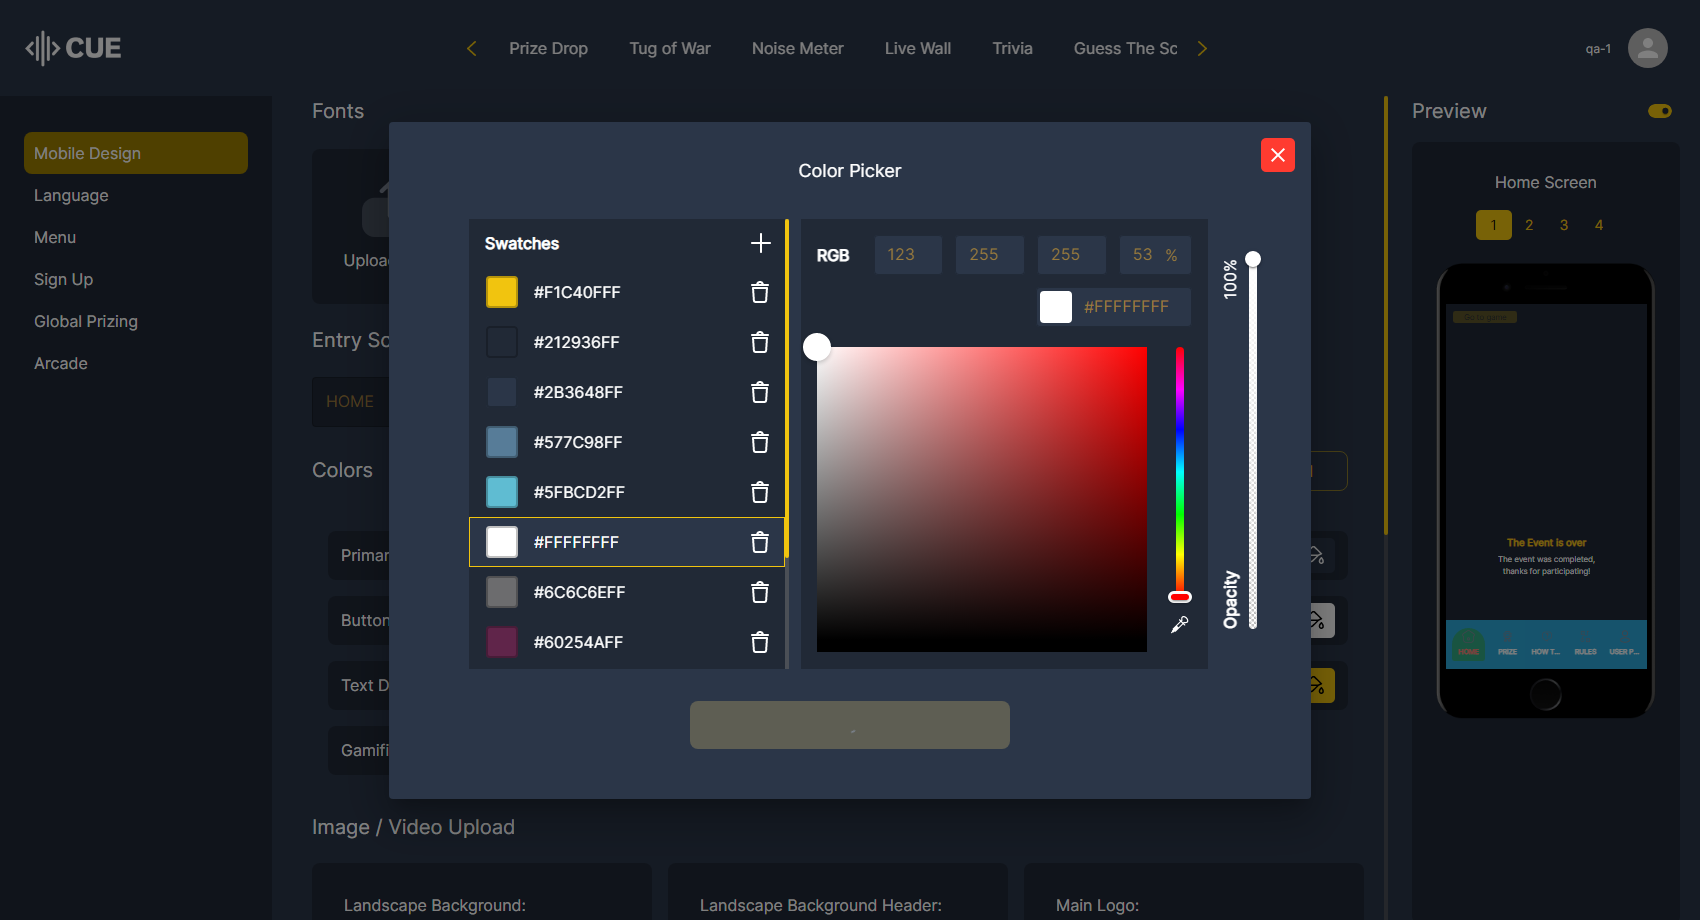 CUE
Prize Drop
Tug of War
Noise Meter
Live Wall
Trivia
Guess The Sc
qa-1
Mobile Design
Language
Menu
Sign Up
Global Prizing
Arcade
Fonts
Uploa
Entry Sc
HOME
Colors
Primar
Button
Text D
Gamifi
Image / Video Upload
Landscape Background:
Landscape Background Header:
Main Logo:
Color Picker
Swatches
#F1C40FFF
#212936FF
#2B3648FF
#577C98FF
#5FBCD2FF
#FFFFFFFF
#6C6C6EFF
#60254AFF
RGB
123
255
255
53 %
#FFFFFFFF
100%
Opacity
Preview
Home Screen
1 2 3 4
Go to game
The Event is over
The event was completed,
thanks for participating!
HOME
PRIZE
HOW T...
RULES
USER P...